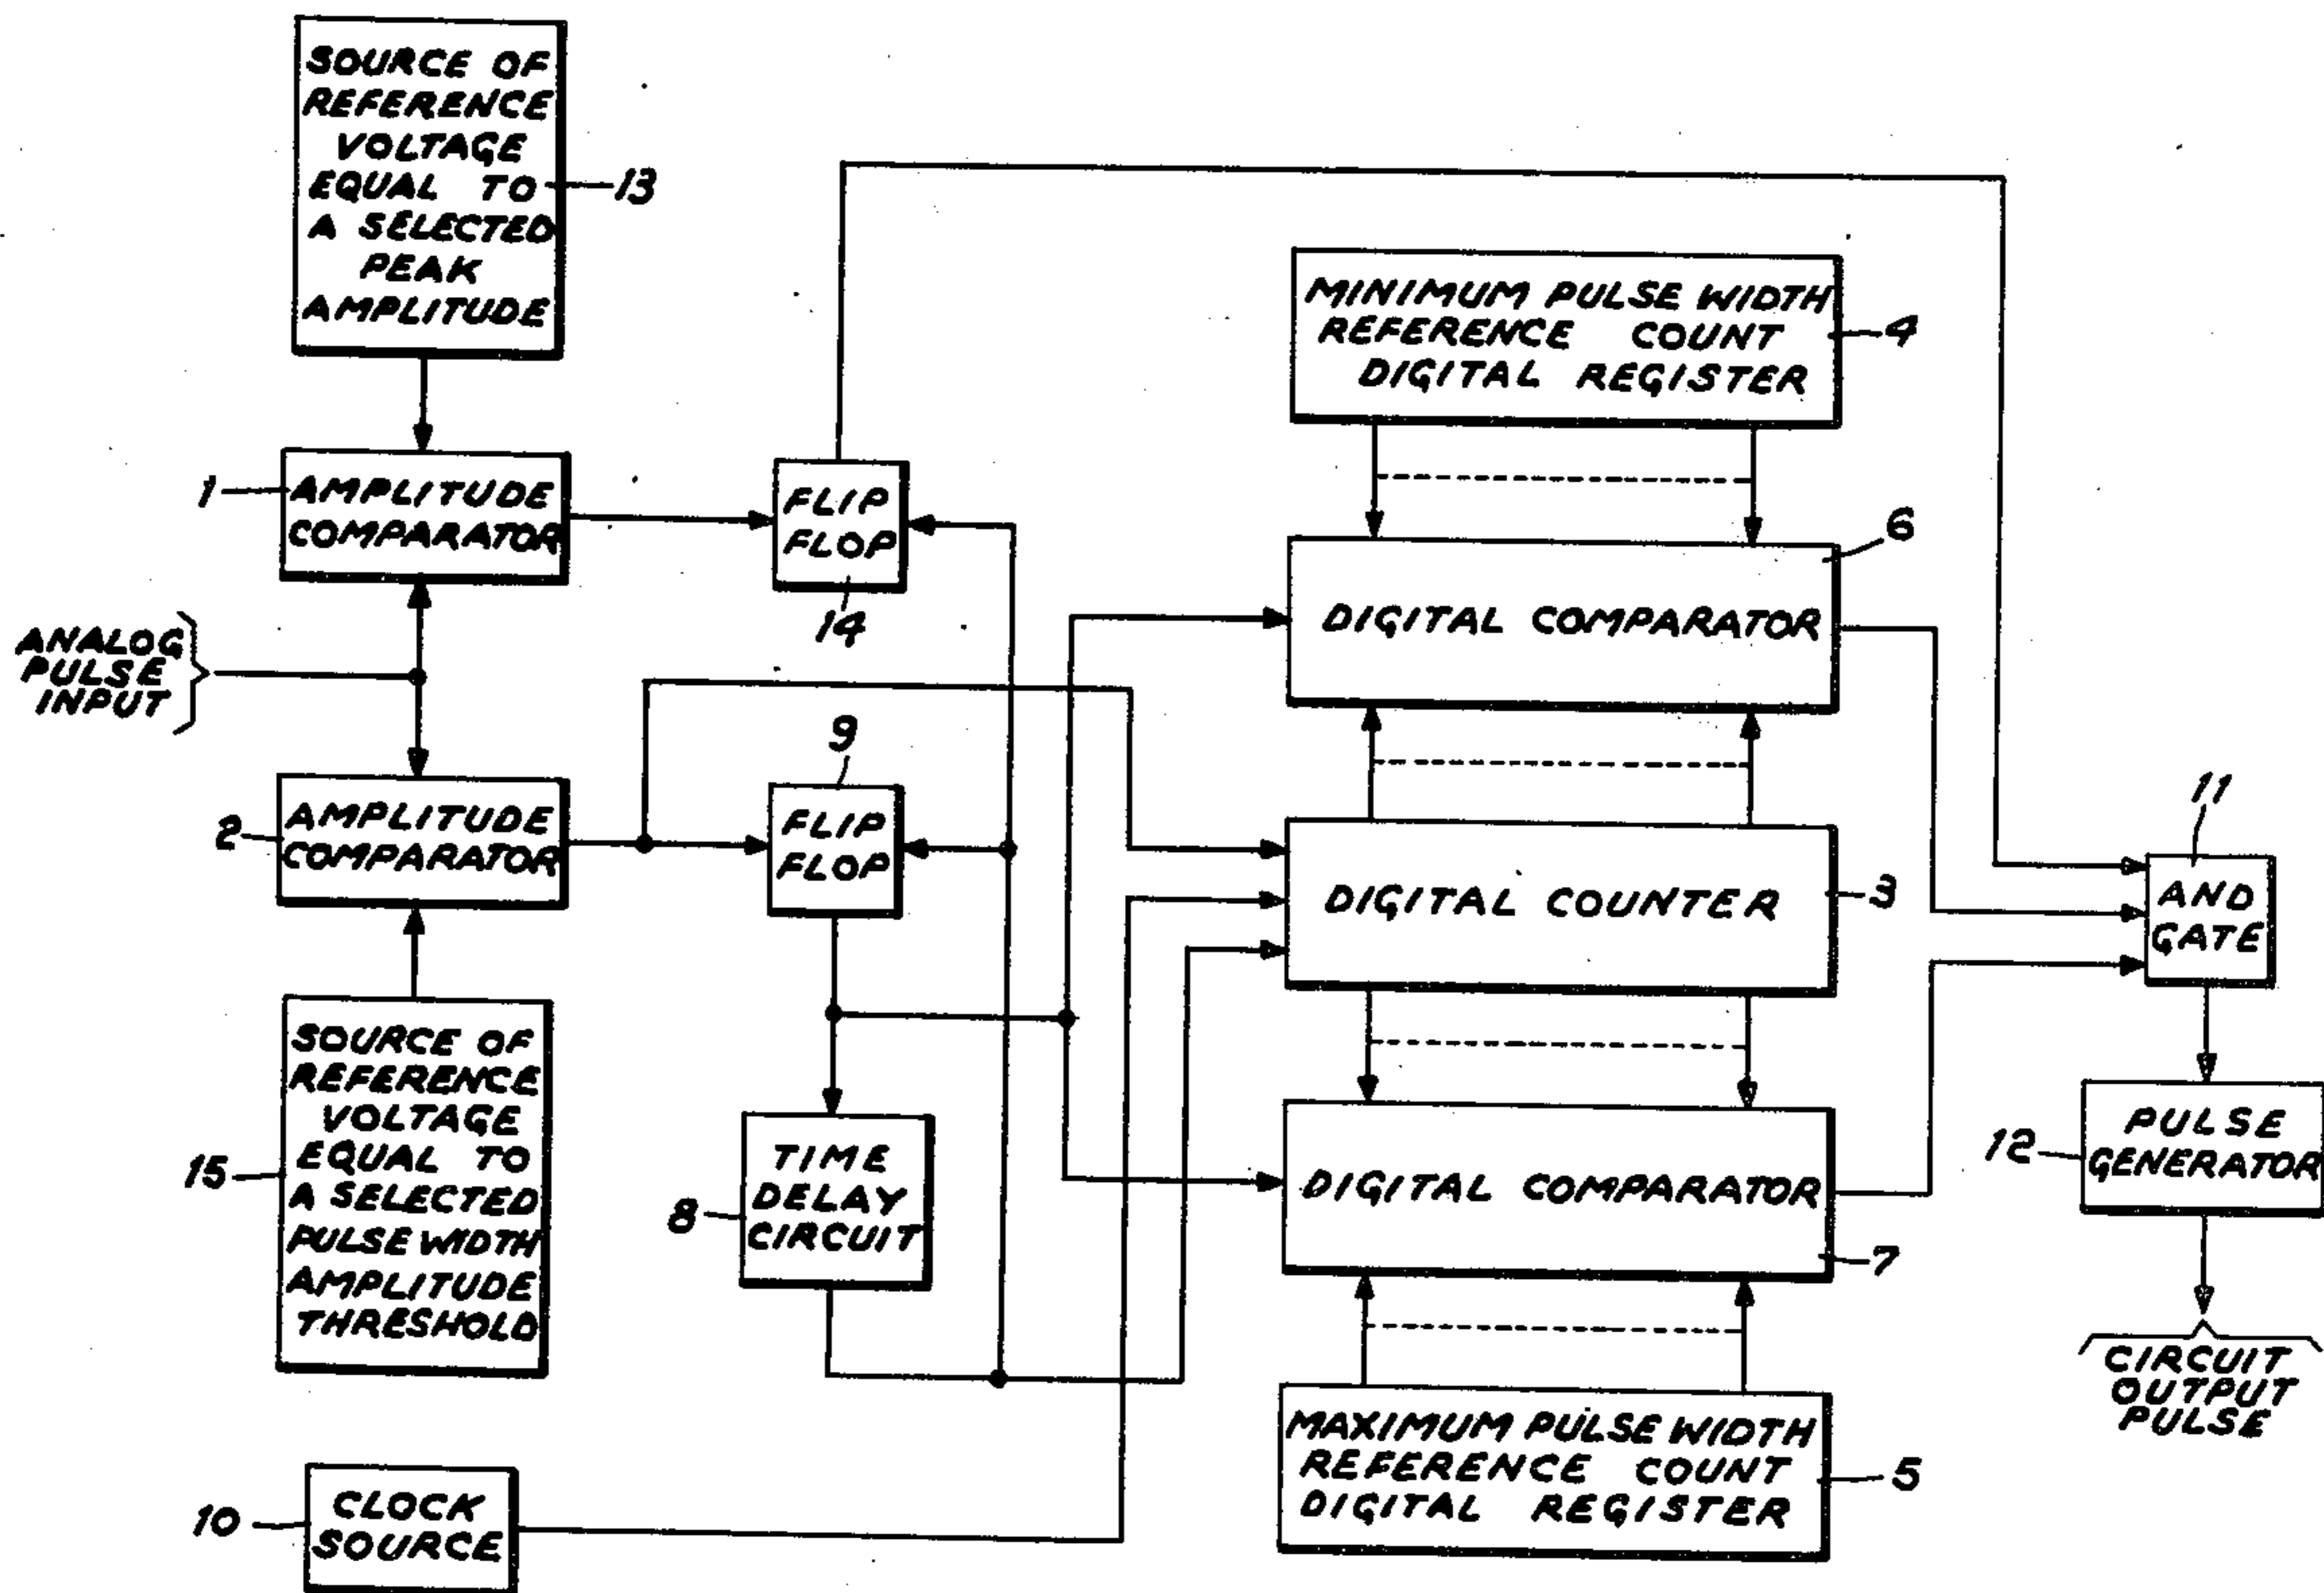 SOURCE OF
REFERENCE
VOLTAGE
EQUAL TO
A SELECTED
PEAK
AMPLITUDE
13
MINIMUM PULSE WIDTH
REFERENCE COUNT
DIGITAL REGISTER
4
1
AMPLITUDE
COMPARATOR
FLIP
FLOP
14
6
DIGITAL COMPARATOR
ANALOG
PULSE
INPUT
9
2
AMPLITUDE
COMPARATOR
FLIP
FLOP
DIGITAL COUNTER
3
11
AND
GATE
15
SOURCE OF
REFERENCE
VOLTAGE
EQUAL TO
A SELECTED
PULSE WIDTH
AMPLITUDE
THRESHOLD
8
TIME
DELAY
CIRCUIT
DIGITAL COMPARATOR
7
12
PULSE
GENERATOR
CIRCUIT
OUTPUT
PULSE
MAXIMUM PULSE WIDTH
REFERENCE COUNT
DIGITAL REGISTER
5
10
CLOCK
SOURCE